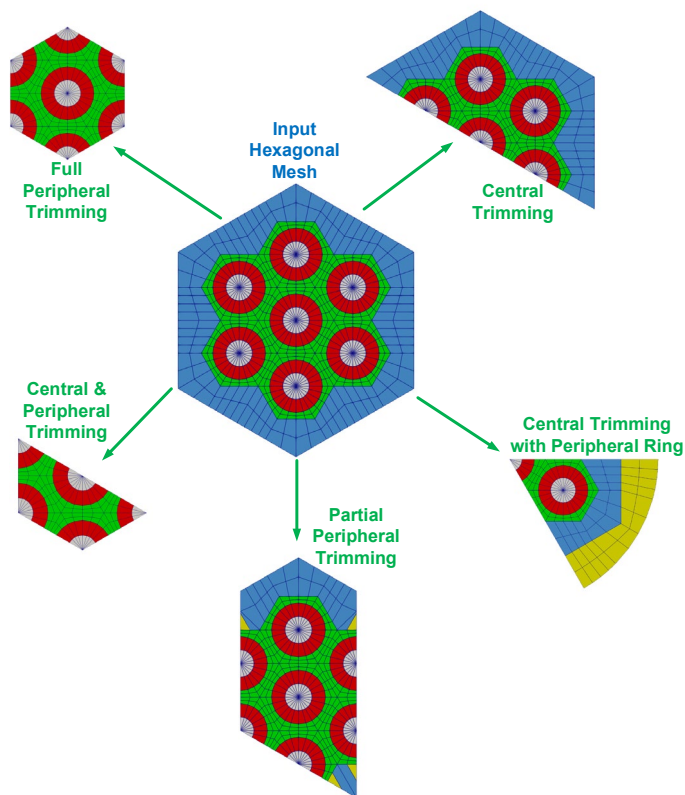 Full
Peripheral
Trimming
Input
Hexagonal
Mesh
Central
Trimming
Central &
Peripheral
Trimming
Central Trimming
with Peripheral Ring
Partial
Peripheral
Trimming